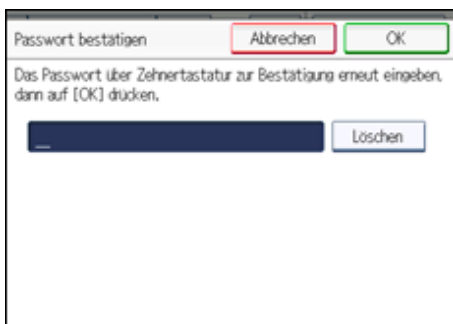 Passwort bestätigen
Abbrechen
OK
Das Passwort über Zehnertastatur zur Bestätigung erneut eingeben,
dann auf [OK] drücken.
Löschen